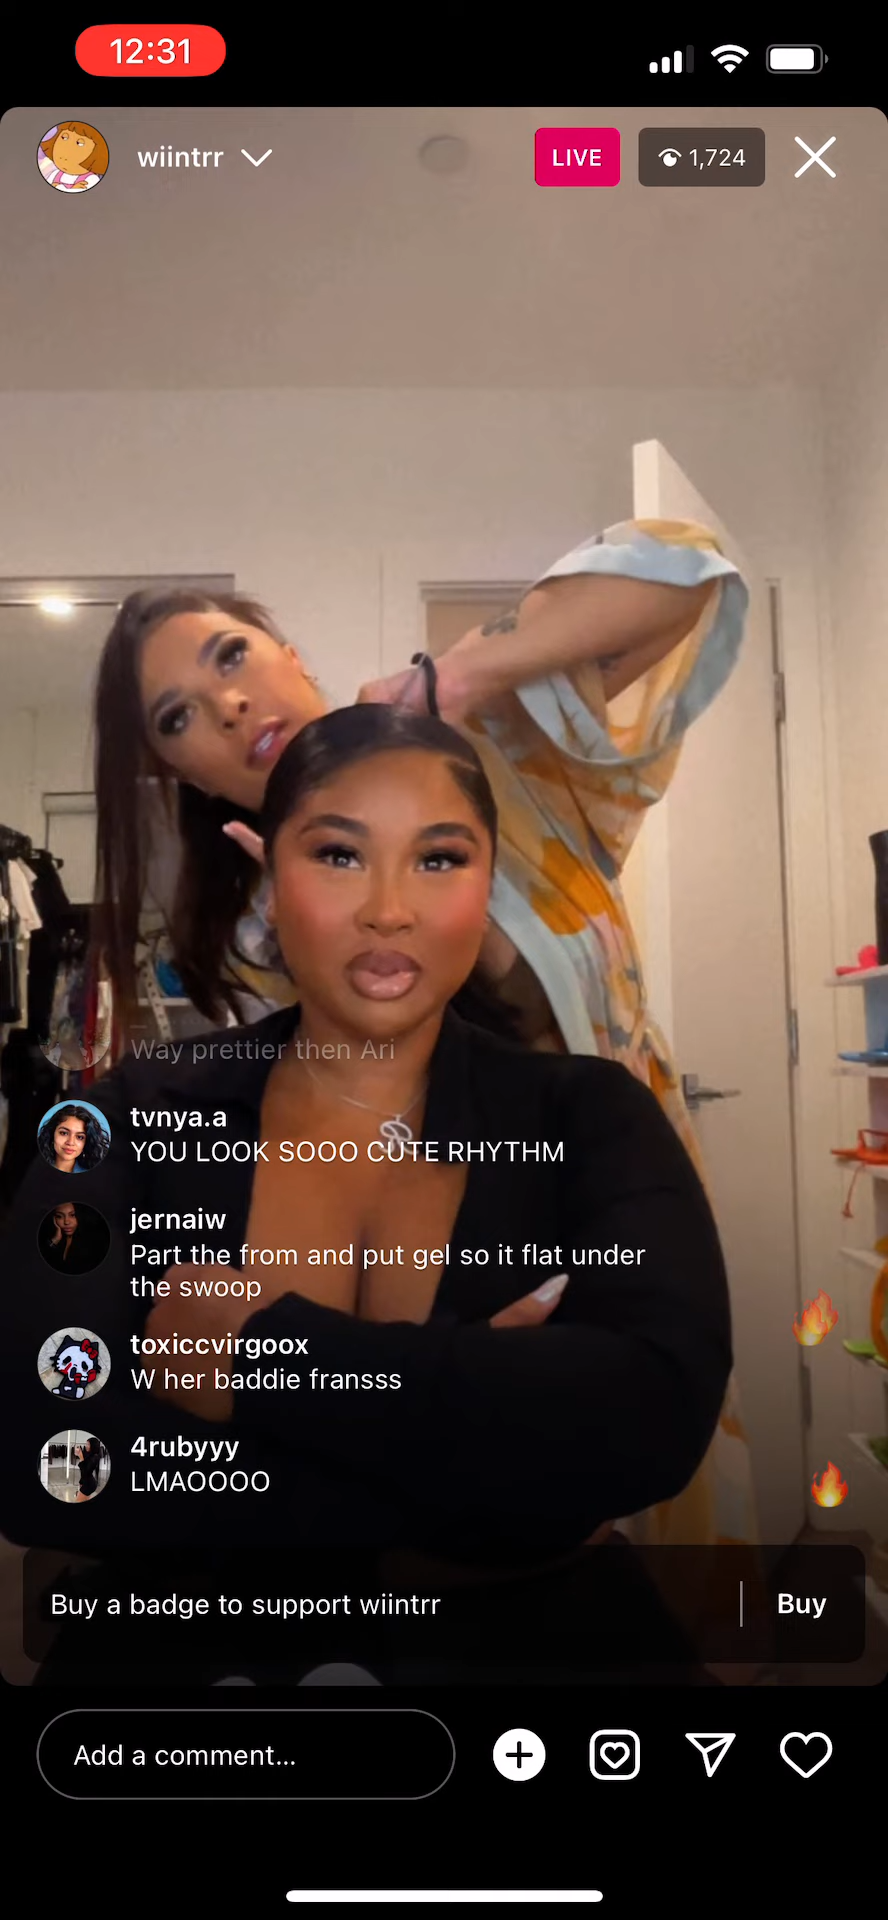 12:31
wiintrr
LIVE
1,724
Way prettier then Ari
tvnya.a
YOU LOOK SOOO CUTE RHYTHM
jernaiw
Part the from and put gel so it flat under
the swoop
toxiccvirgoox
W her baddie fransss
4rubyyy
LMAOOOO
Buy a badge to support wiintrr
Buy
Add a comment...